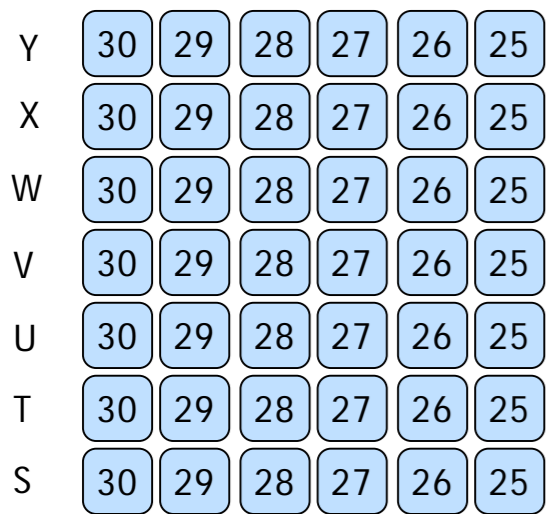 Y 30 29 28 27 26 25
X 30 29 28 27 26 25
W 30 29 28 27 26 25
V 30 29 28 27 26 25
U 30 29 28 27 26 25
T 30 29 28 27 26 25
S 30 29 28 27 26 25